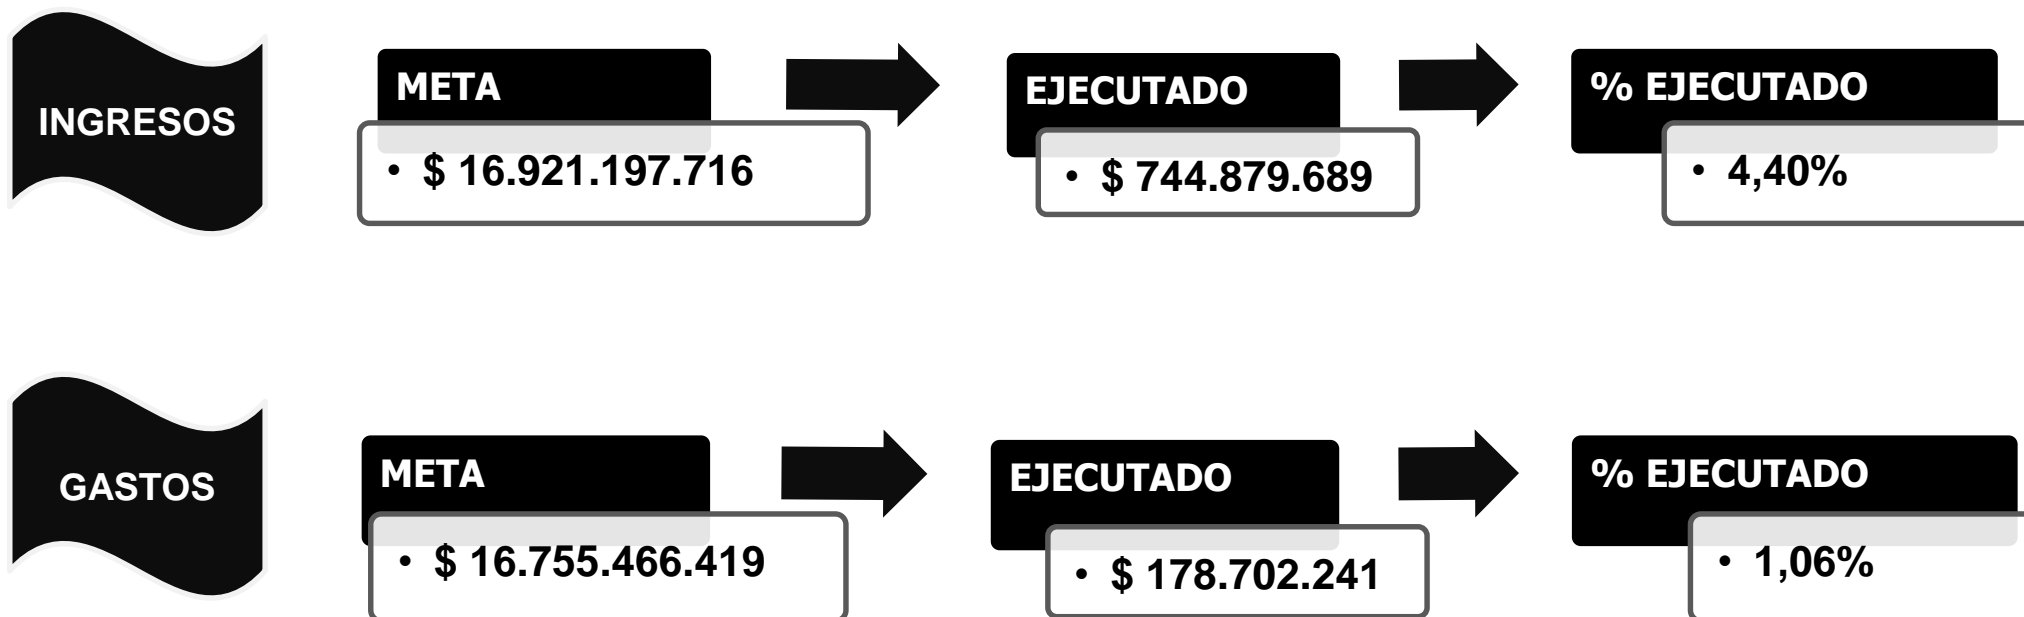 INGRESOS
META
• $ 16.921.197.716
EJECUTADO
• $ 744.879.689
% EJECUTADO
• 4,40%
GASTOS
META
• $ 16.755.466.419
EJECUTADO
• $ 178.702.241
% EJECUTADO
• 1,06%